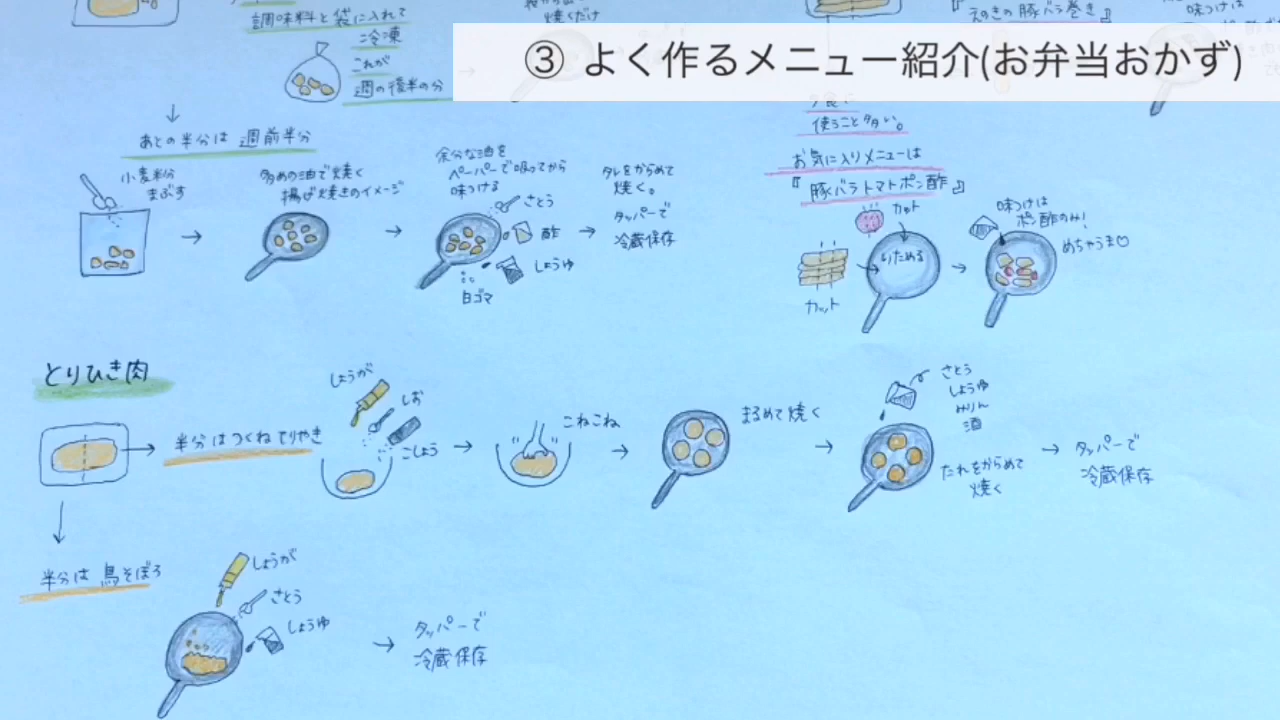 ③ よく作るメニュー紹介(お弁当おかず)
調味料と袋に入れて
冷凍
これが
週の後半の分
焼くだけ
『えのきの豚バラ巻き』
味つけは
あとの半分は 週前半分
小麦粉
まぶす
多めの油で焼く
揚げ焼きのイメージ
余分な油を
ペーパーで吸ってから
味つける
さとう
酢
しょうゆ
白ゴマ
タレをからめて
焼く。
タッパーで
冷蔵保存
使うこと多い。
お気に入りメニューは
『豚バラトマトポン酢』
カット
カット
いためる
味つけは
ポン酢のみ!
めちゃうま♡
とりひき肉
半分はつくねてりやき
しょうが
しお
こしょう
こねこね
まるめて焼く
さとう
しょうゆ
みりん
酒
たれをからめて
焼く
タッパーで
冷蔵保存
半分は 鳥そぼろ
しょうが
さとう
しょうゆ
タッパーで
冷蔵保存